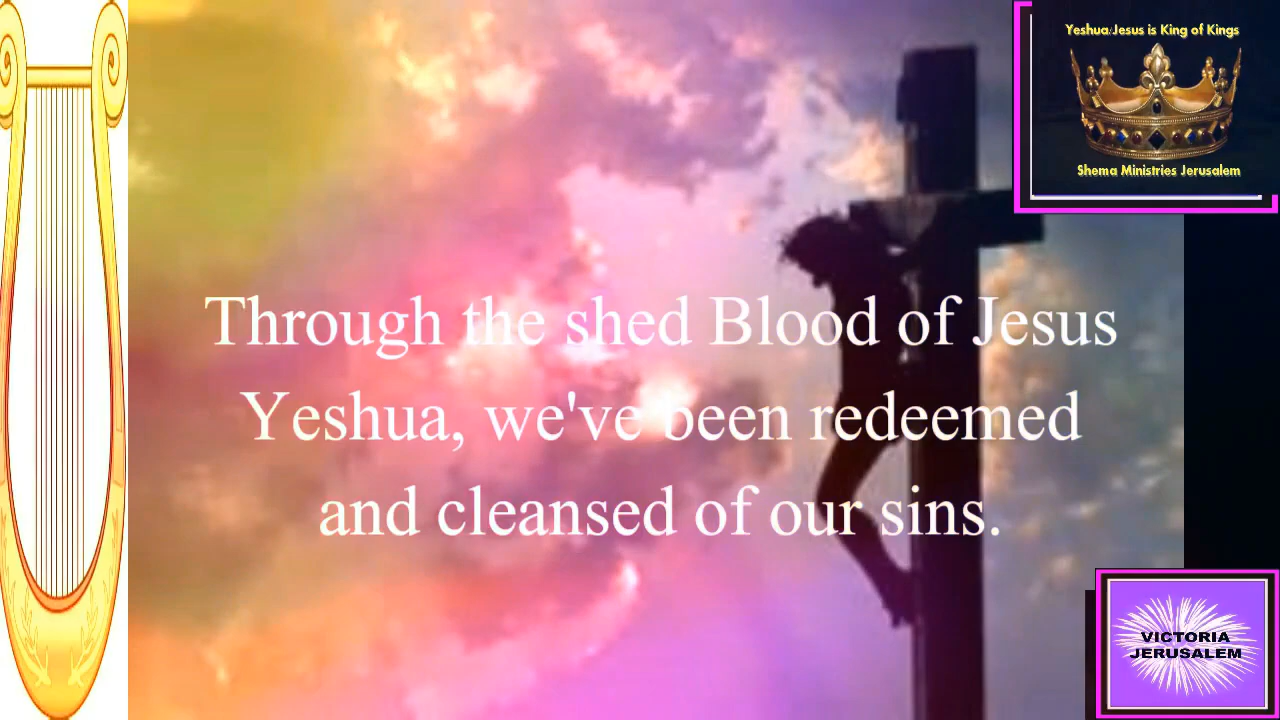 Yeshua/Jesus is King of Kings
Shema Ministries Jerusalem
Through the shed Blood of Jesus
Yeshua, we've been redeemed
and cleansed of our sins.
VICTORIA
JERUSALEM